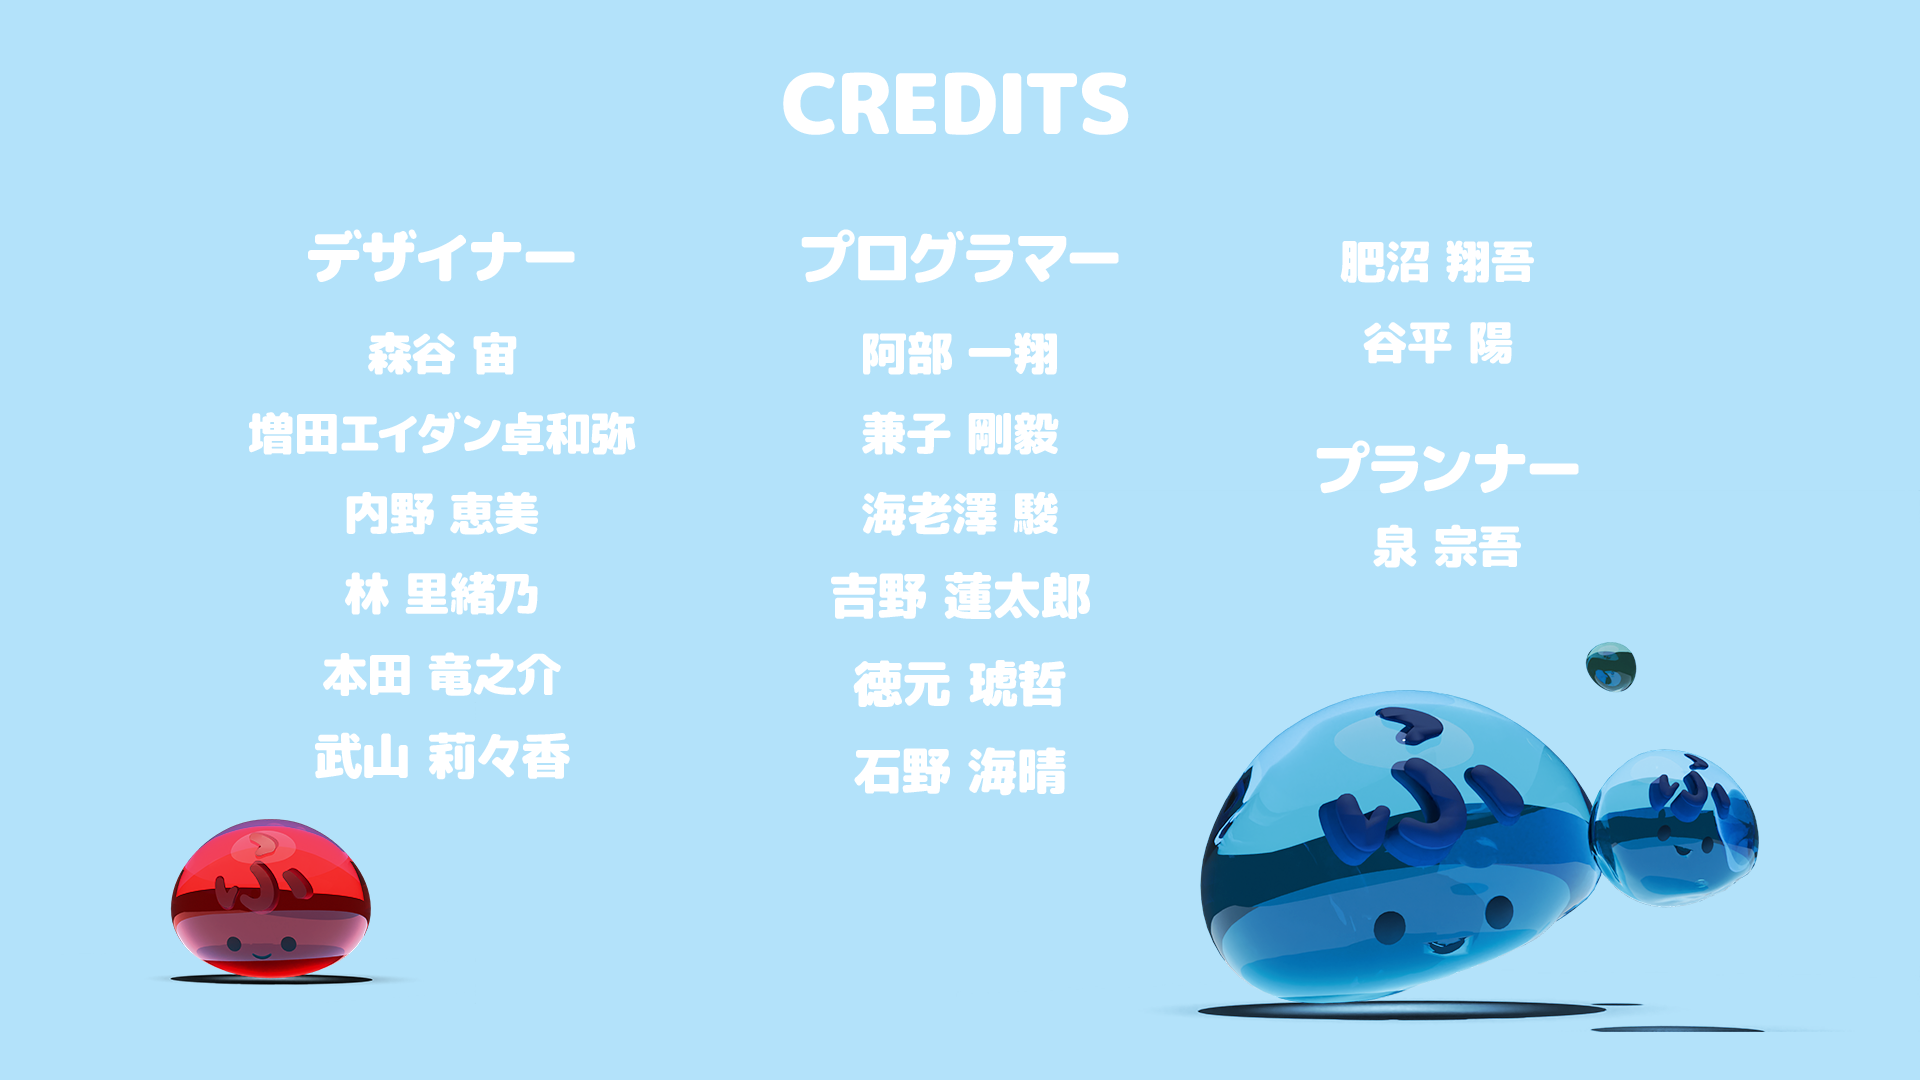 CREDITS
デザイナー
森谷 宙
増田エイダン卓和弥
内野 恵美
林 里緒乃
本田 竜之介
武山 莉々香
プログラマー
阿部 一翔
兼子 剛毅
海老澤 駿
吉野 蓮太郎
徳元 琥哲
石野 海晴
肥沼 翔吾
谷平 陽
プランナー
泉 宗吾